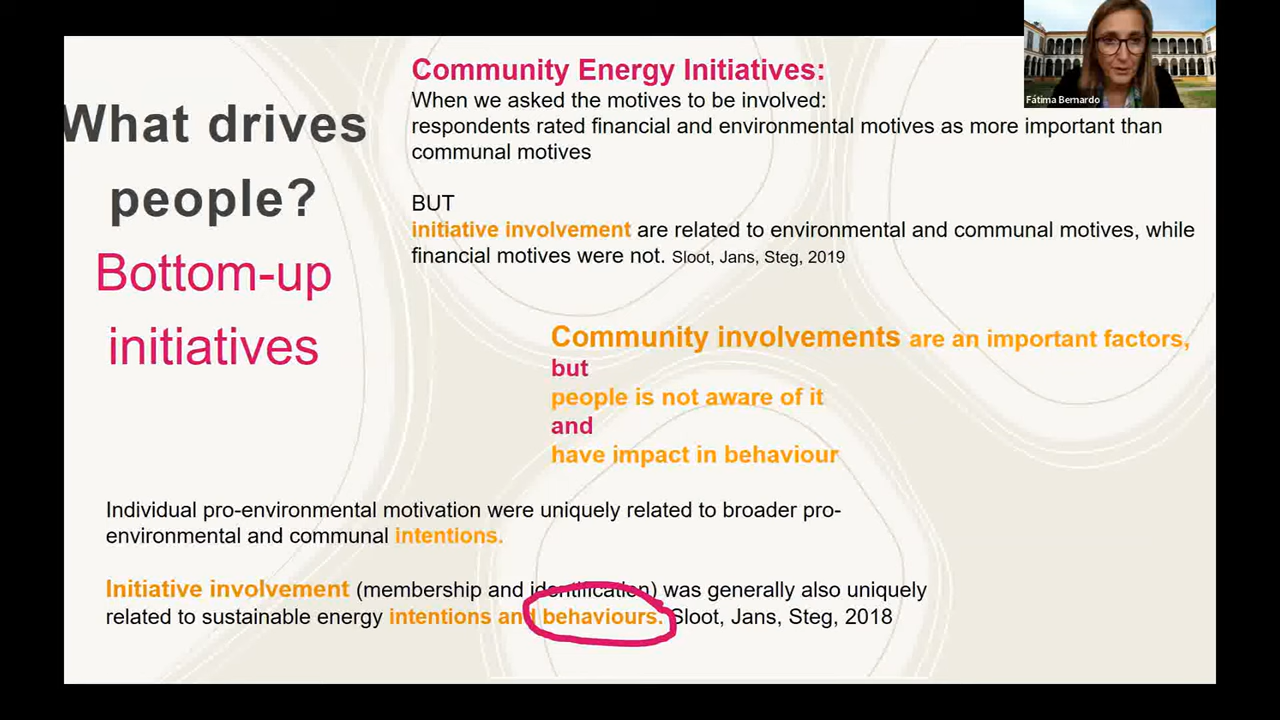 What drives
people?
Bottom-up
initiatives
Community Energy Initiatives:
When we asked the motives to be involved:
respondents rated financial and environmental motives as more important than
communal motives
BUT
initiative involvement are related to environmental and communal motives, while
financial motives were not. Sloot, Jans, Steg, 2019
Community involvements are an important factors,
but
people is not aware of it
and
have impact in behaviour
Individual pro-environmental motivation were uniquely related to broader pro-
environmental and communal intentions.
Initiative involvement (membership and identification) was generally also uniquely
related to sustainable energy intentions and behaviours. Sloot, Jans, Steg, 2018
Fátima Bernardo